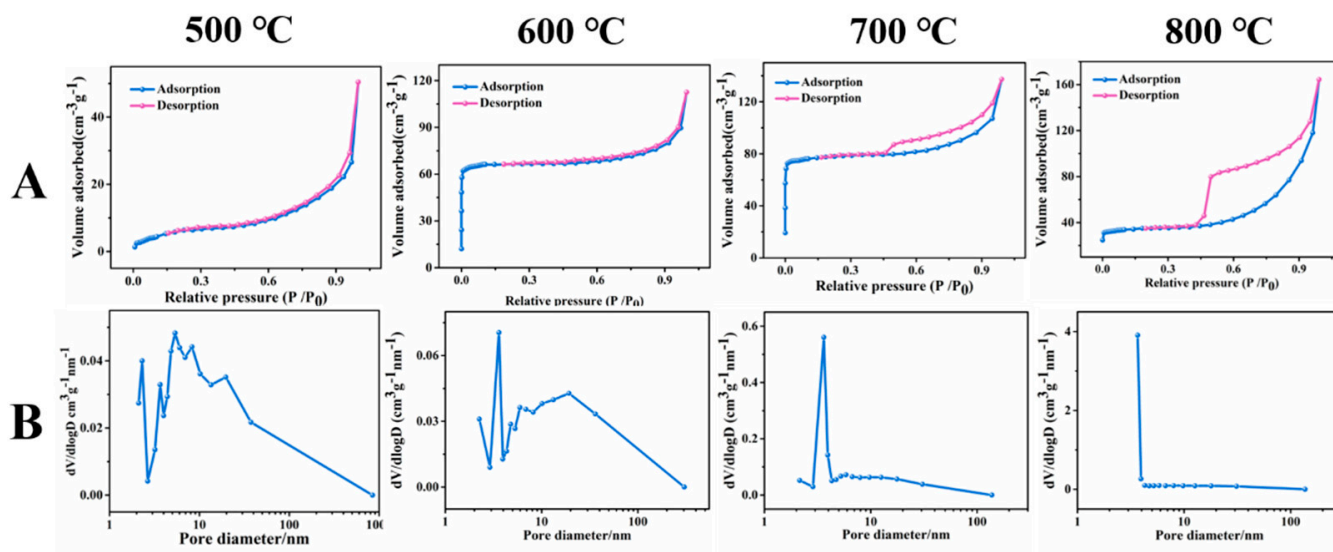 500 °C
600 °C
700 °C
800 °C
A
Volume adsorbed(cm⁻³g⁻¹)
Adsorption
Desorption
40
20
0
0.0 0.3 0.6 0.9
Relative pressure (P /P₀)
Volume adsorbed(cm⁻³g⁻¹)
Adsorption
Desorption
120
90
60
30
0
0.0 0.3 0.6 0.9
Relative pressure (P /P₀)
Volume adsorbed(cm⁻³g⁻¹)
Adsorption
Desorption
120
80
40
0
0.0 0.3 0.6 0.9
Relative pressure (P /P₀)
Volume adsorbed(cm⁻³g⁻¹)
Adsorption
Desorption
160
120
80
40
0
0.0 0.3 0.6 0.9
Relative pressure (P /P₀)
B
dV/dlogD cm³g⁻¹nm⁻¹
0.04
0.02
0.00
1 10 100
Pore diameter/nm
dV/dlogD (cm³g⁻¹nm⁻¹)
0.06
0.03
0.00
1 10 100
Pore diameter/nm
dV/dlogD (cm³g⁻¹nm⁻¹)
0.6
0.4
0.2
0.0
1 10 100
Pore diameter/nm
dV/dlogD (cm³g⁻¹nm⁻¹)
4
2
0
1 10 100
Pore diameter/nm